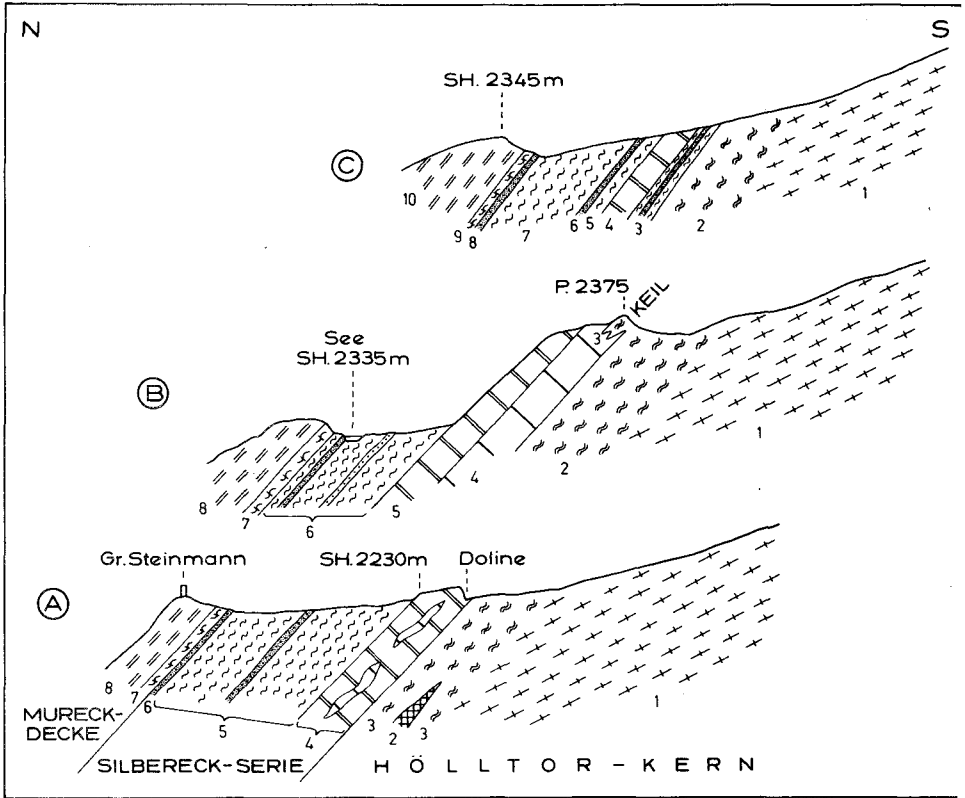 N S
SH. 2345m
C
10 9 8 7 6 5 4 3 2 1
P. 2375
KEIL
See
SH. 2335m
3
B
8 7 6 5 4 2 1
Gr. Steinmann SH. 2230m Doline
A
8 7 6 5 4 3 2 3 1
MURECK-
DECKE
SILBERECK-SERIE HÖLLTOR-KERN